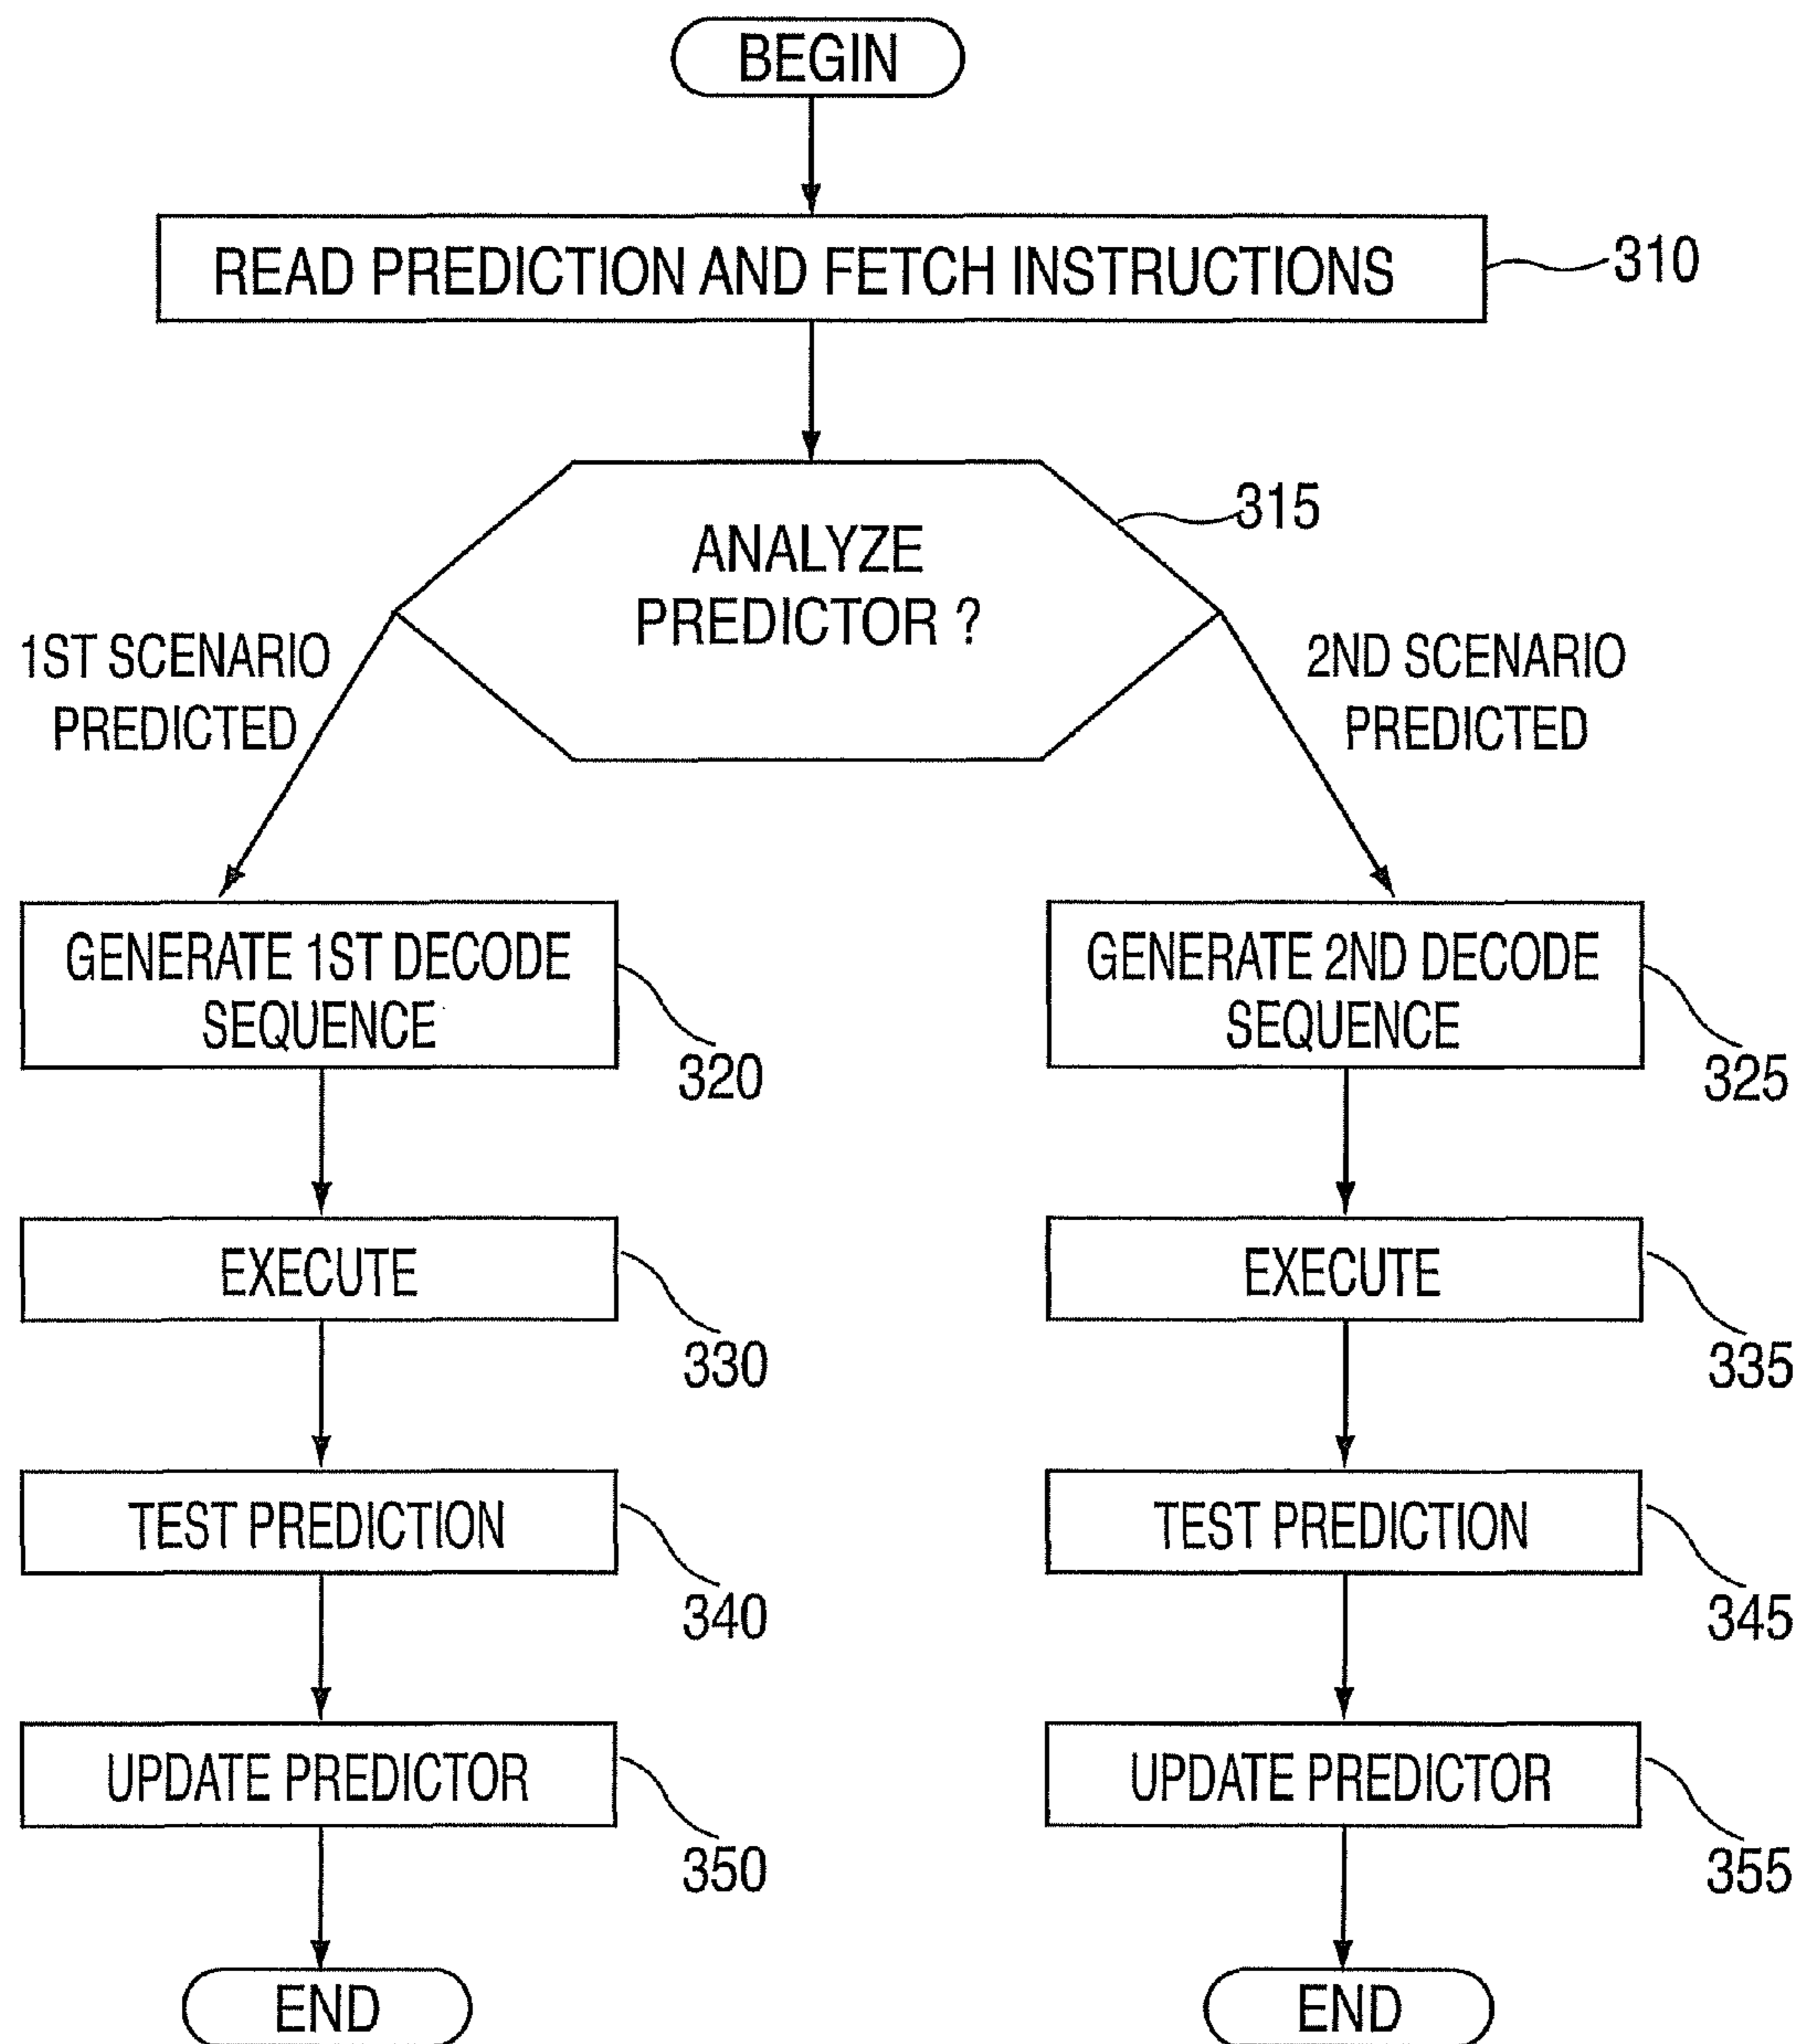 BEGIN
READ PREDICTION AND FETCH INSTRUCTIONS
310
ANALYZE
PREDICTOR ?
315
1ST SCENARIO
PREDICTED
2ND SCENARIO
PREDICTED
GENERATE 1ST DECODE
SEQUENCE
320
GENERATE 2ND DECODE
SEQUENCE
325
EXECUTE
330
EXECUTE
335
TEST PREDICTION
340
TEST PREDICTION
345
UPDATE PREDICTOR
350
UPDATE PREDICTOR
355
END
END